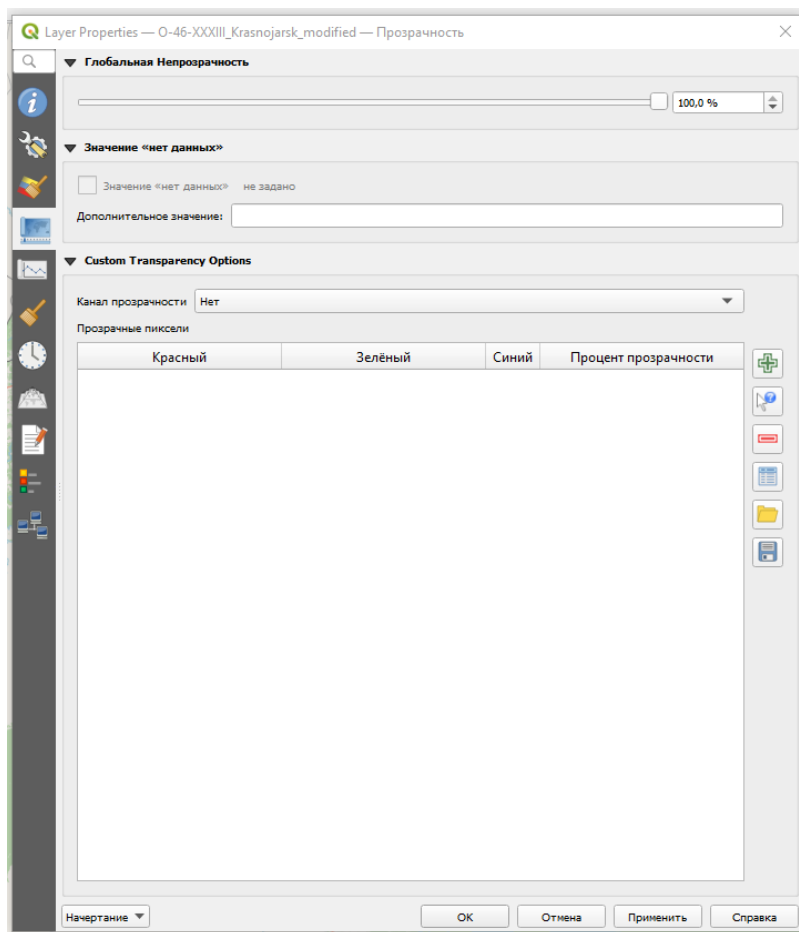 Layer Properties — O-46-XXXIII_Krasnojarsk_modified — Прозрачность
Глобальная Непрозрачность
100,0 %
Значение «нет данных»
Значение «нет данных» не задано
Дополнительное значение:
Custom Transparency Options
Канал прозрачности Нет
Прозрачные пиксели
Красный Зелёный Синий Процент прозрачности
Начертание OK Отмена Применить Справка